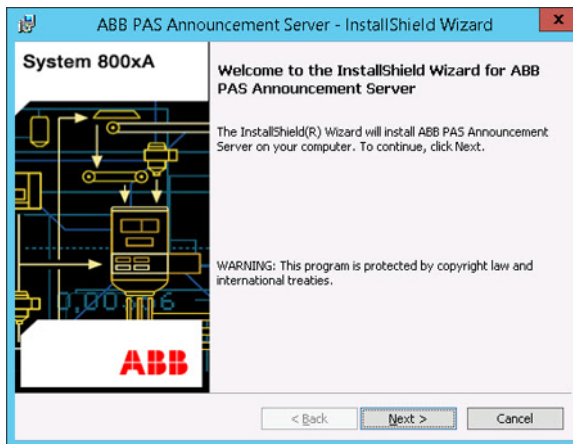 ABB PAS Announcement Server - InstallShield Wizard
x
System 800xA
Welcome to the InstallShield Wizard for ABB
PAS Announcement Server
The InstallShield(R) Wizard will install ABB PAS Announcement
Server on your computer. To continue, click Next.
WARNING: This program is protected by copyright law and
international treaties.
ABB
< Back
Next >
Cancel